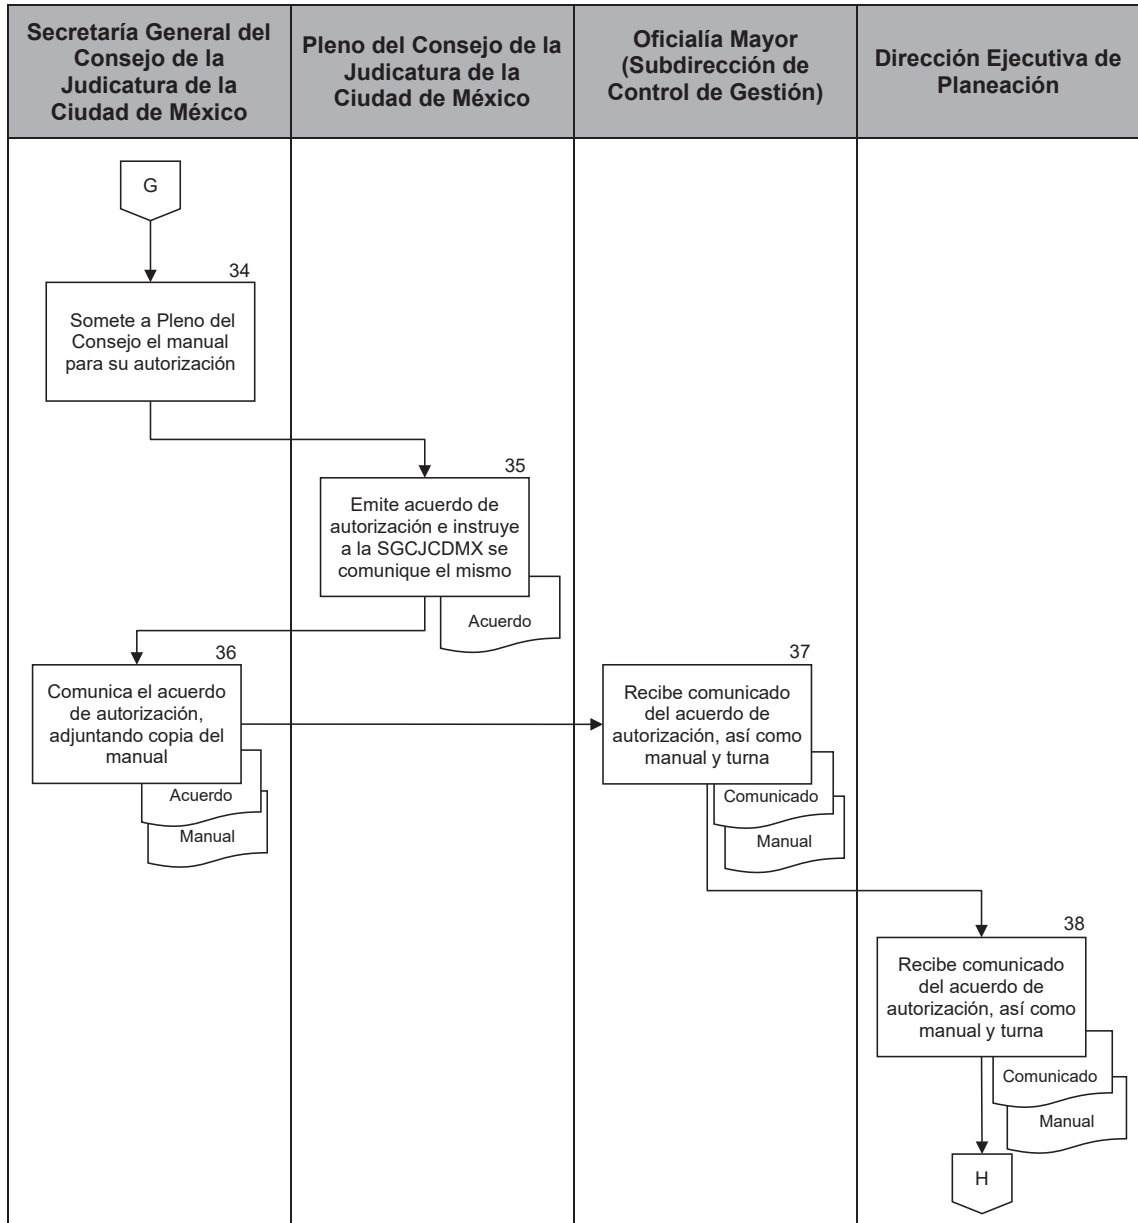 Secretaría General del
Consejo de la
Judicatura de la
Ciudad de México
Pleno del Consejo de la
Judicatura de la
Ciudad de México
Oficialía Mayor
(Subdirección de
Control de Gestión)
Dirección Ejecutiva de
Planeación
G
34
Somete a Pleno del
Consejo el manual
para su autorización
35
Emite acuerdo de
autorización e instruye
a la SGCJCDMX se
comunique el mismo
Acuerdo
36
Comunica el acuerdo
de autorización,
adjuntando copia del
manual
Acuerdo
Manual
37
Recibe comunicado
del acuerdo de
autorización, así como
manual y turna
Comunicado
Manual
38
Recibe comunicado
del acuerdo de
autorización, así como
manual y turna
Comunicado
Manual
H